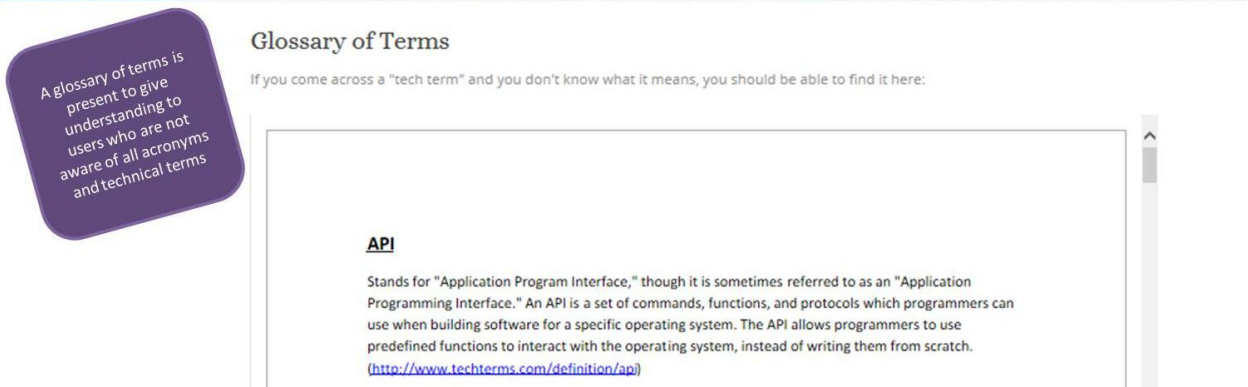 A glossary of terms is
present to give
understanding to
users who are not
aware of all acronyms
and technical terms
Glossary of Terms
If you come across a "tech term" and you don't know what it means, you should be able to find it here:
API
Stands for "Application Program Interface," though it is sometimes referred to as an "Application
Programming Interface." An API is a set of commands, functions, and protocols which programmers can
use when building software for a specific operating system. The API allows programmers to use
predefined functions to interact with the operating system, instead of writing them from scratch.
(http://www.techterms.com/definition/api)